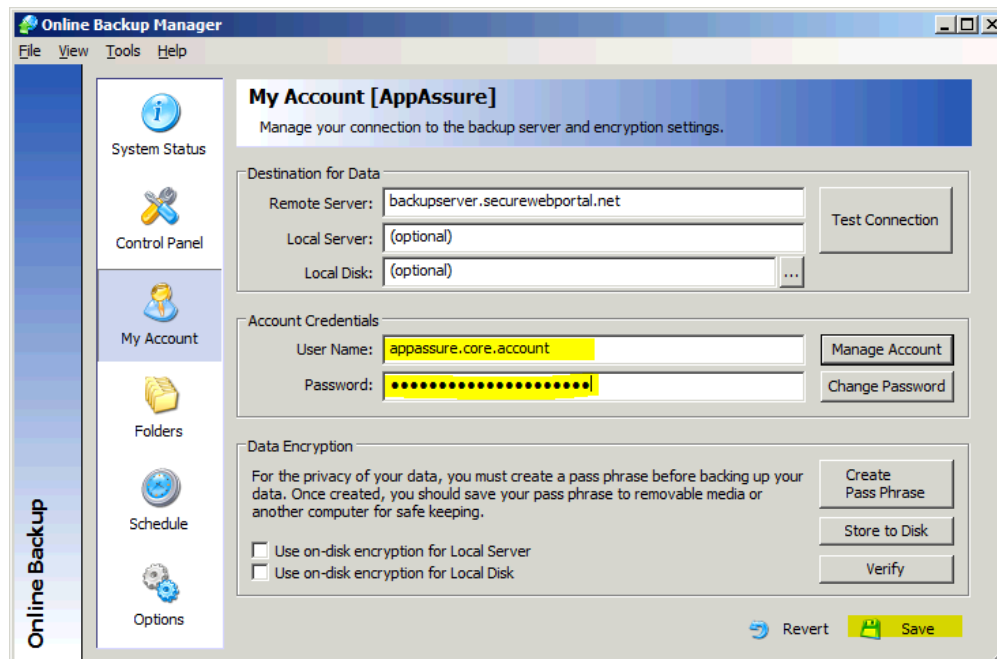 Online Backup Manager
File View Tools Help
My Account [AppAssure]
Manage your connection to the backup server and encryption settings.
System Status
Control Panel
My Account
Folders
Schedule
Options
Online Backup
Destination for Data
Remote Server: backupserver.securewebportal.net
Local Server: (optional)
Local Disk: (optional) ...
Test Connection
Account Credentials
User Name: appassure.core.account
Manage Account
Password: ●●●●●●●●●●●●●●●●●●●●●
Change Password
Data Encryption
For the privacy of your data, you must create a pass phrase before backing up your
data. Once created, you should save your pass phrase to removable media or
another computer for safe keeping.
Create
Pass Phrase
Store to Disk
Verify
Use on-disk encryption for Local Server
Use on-disk encryption for Local Disk
Revert Save